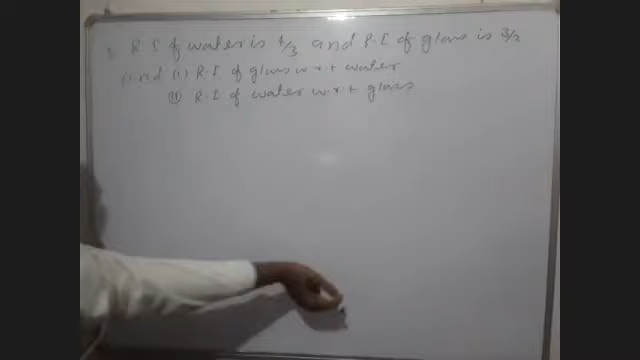 R.I of water is 4/3 and R.I of glass is 3/2
Find (i) R.I of glass w.r.t water
(ii) R.I of water w.r.t glass